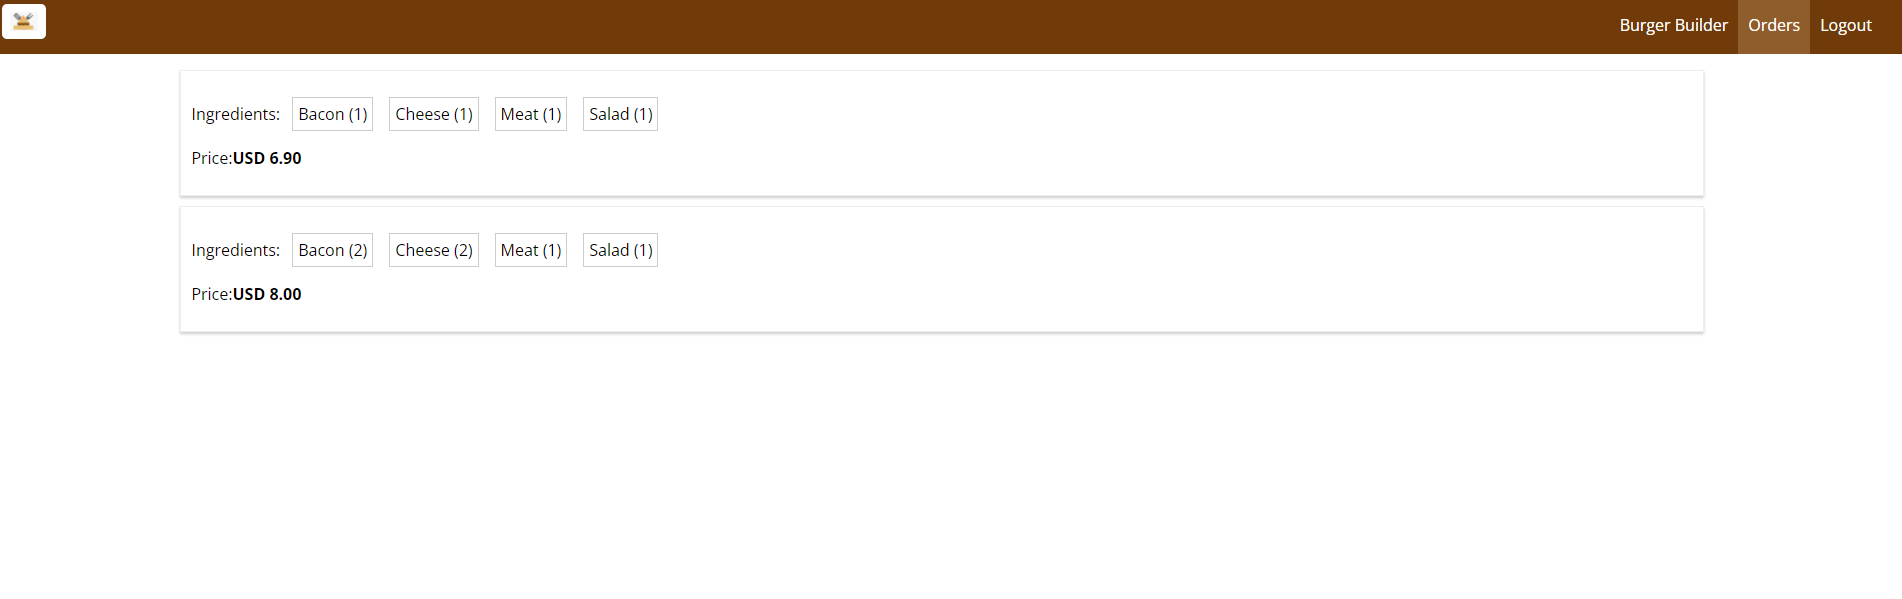 Burger Builder Orders Logout
Ingredients: Bacon (1) Cheese (1) Meat (1) Salad (1)
Price:USD 6.90
Ingredients: Bacon (2) Cheese (2) Meat (1) Salad (1)
Price:USD 8.00